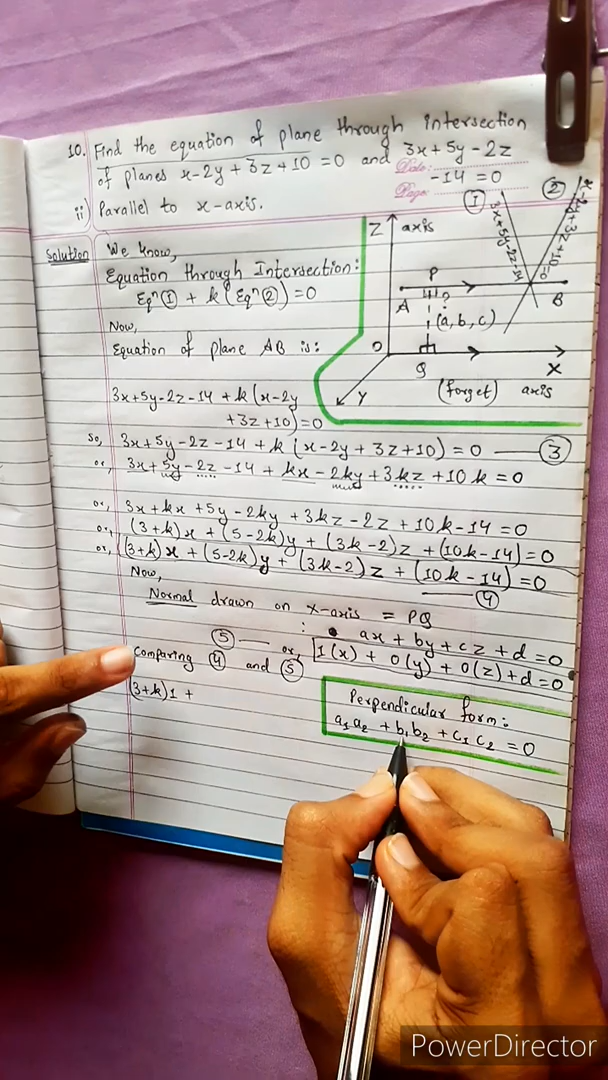 10. Find the equation of plane through intersection
of planes x-2y+3z+10=0 and 3x+5y-2z
Date:
-14=0
Page:
ii) Parallel to x-axis.
① ②
3x+5y-2z-14
x-2y+3z+10=0
Z axis
P
A B
(a,b,c)
O Q X
(forget) axis
Y
Solution We know,
Equation through Intersection:
Eqⁿ① + k(Eqⁿ②)=0
Now,
Equation of plane AB is:
3x+5y-2z-14+k(x-2y
+3z+10)=0
So, 3x+5y-2z-14+k(x-2y+3z+10)=0 — ③
or, 3x+5y-2z-14+kx-2ky+3kz+10k=0
or, 3x+kx+5y-2ky+3kz-2z+10k-14=0
or, (3+k)x+(5-2k)y+(3k-2)z+(10k-14)=0
or, (3+k)x+(5-2k)y+(3k-2)z+(10k-14)=0
④
Now,
Normal drawn on x-axis = PQ
: ax+by+cz+d=0
⑤ — or, 1(x)+0(y)+0(z)+d=0
comparing ④ and ⑤
(3+k)1+
Perpendicular form:
a₁a₂+b₁b₂+c₁c₂=0
PowerDirector